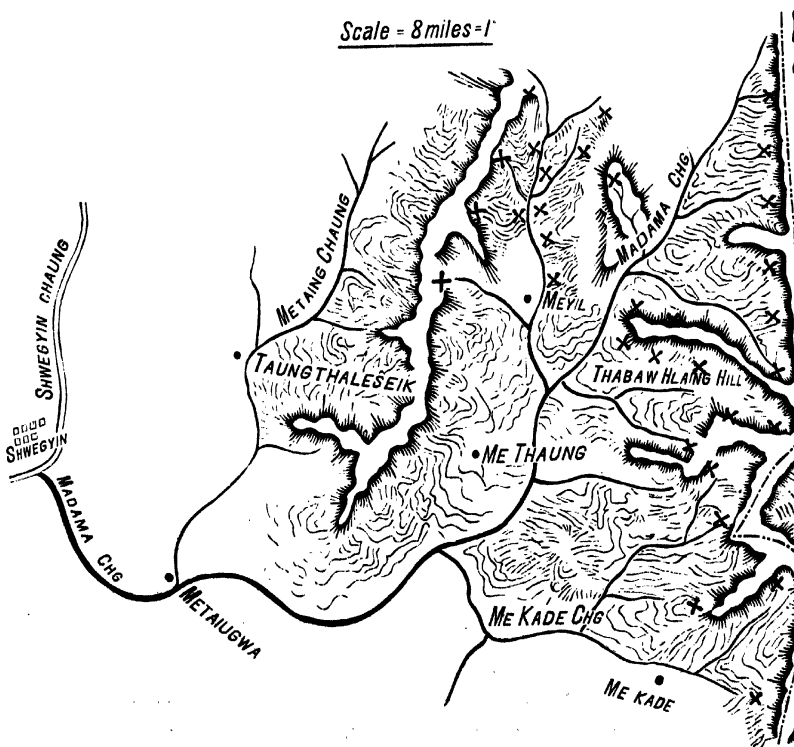 Scale = 8 miles = 1"
SHWEGYIN CHAUNG
METAING CHAUNG
MADAMA CHG
MEYIL
TAUNGTHALESEIK
THABAW HLAING HILL
SHWEGYIN
ME THAUNG
MADAMA CHG
METAIUGWA
ME KADE CHG
ME KADE